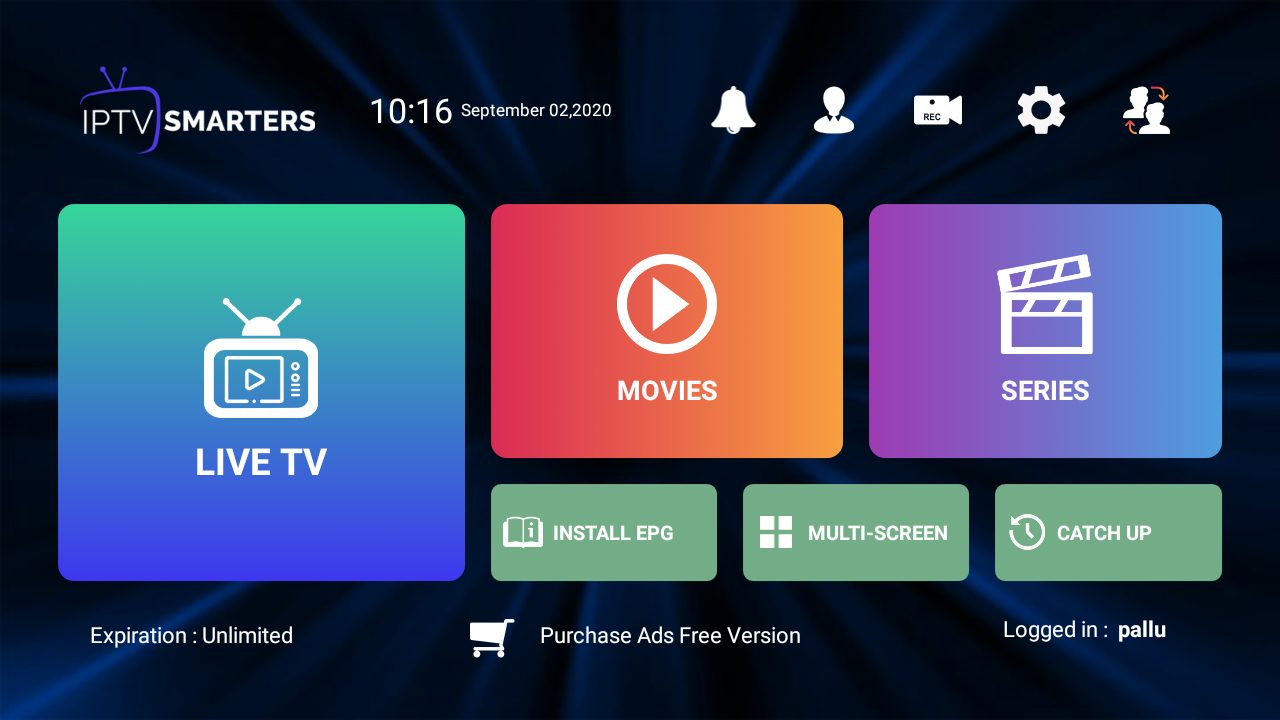 IPTV SMARTERS
10:16 September 02,2020
REC
LIVE TV
MOVIES
SERIES
INSTALL EPG
MULTI-SCREEN
CATCH UP
Expiration : Unlimited
Purchase Ads Free Version
Logged in : pallu